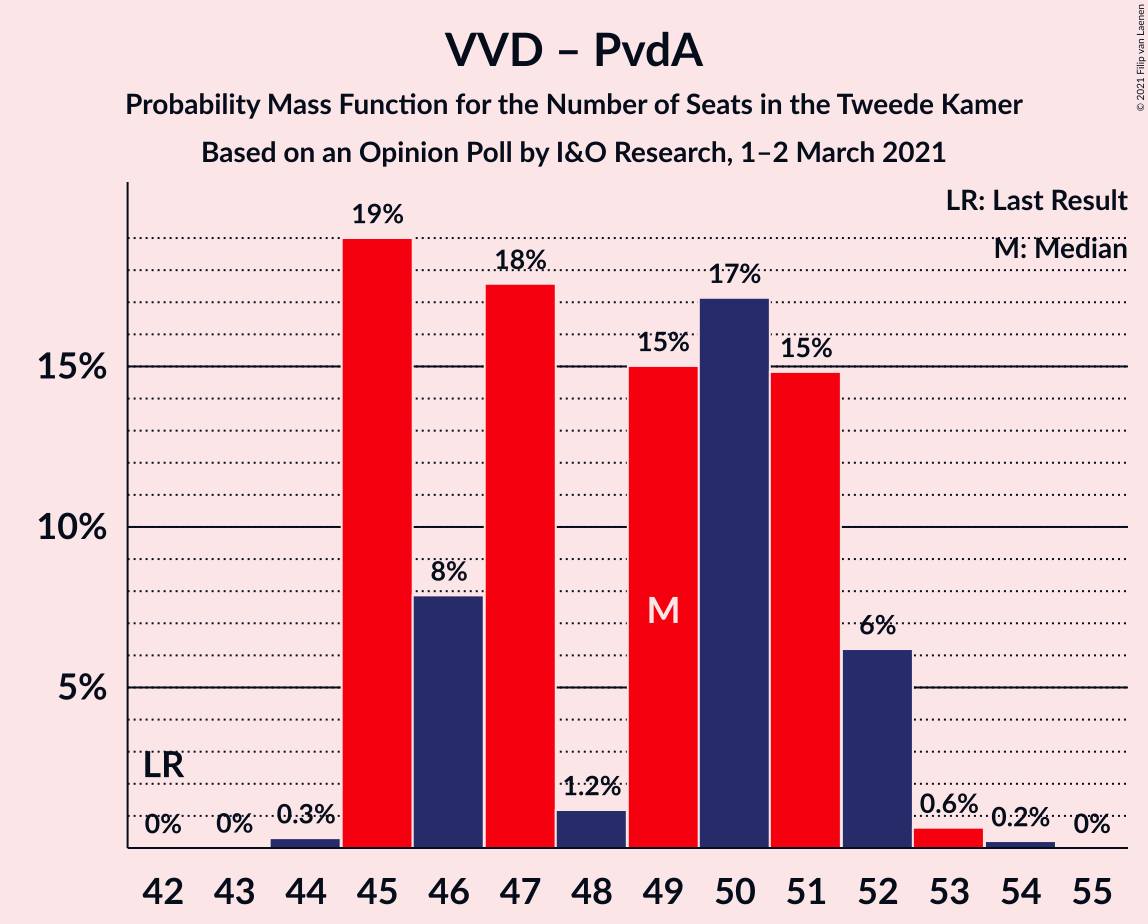 VVD – PvdA
Probability Mass Function for the Number of Seats in the Tweede Kamer
Based on an Opinion Poll by I&O Research, 1–2 March 2021
© 2021 Filip van Laenen
LR: Last Result
M: Median
19%
18%
17%
15%
15%
15%
10%
8%
M
6%
5%
LR
1.2%
0.6%
0.3%
0.2%
0%
0%
0%
42 43 44 45 46 47 48 49 50 51 52 53 54 55